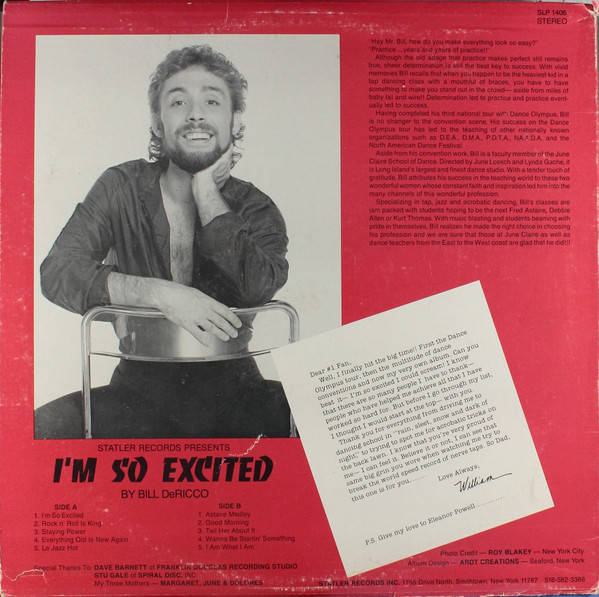 SLP 1406
STEREO
"Hey Mr. Bill, how do you make everything look so easy?"
"Practice ... years and years of practice!!
Although the old adage that practice makes perfect still remains
true, sheer determination is still the best key to success. With vivid
memories Bill recalls that when you happen to be the heaviest kid in a
tap dancing class with a mouthful of braces, you have to have
something to make you stand out in the crowd— aside from miles of
baby fat and wire!! Determination led to practice and practice event-
ually led to success.
Having completed his third national tour with Dance Olympus, Bill
is no stranger to the convention scene. His success on the Dance
Olympus tour has led to the teaching of other nationally known
organizations such as D.E.A., D.M.A., P.D.T.A., N.A.D.A. and the
North American Dance Festival.
Aside from his convention work, Bill is a faculty member of the June
Claire School of Dance. Directed by June Loesch and Lynda Gache, it
is Long Island's largest and finest dance studio. With a tender touch of
gratitude, Bill attributes his success in the teaching world to these two
wonderful women whose constant faith and inspiration led him into the
many channels of this wonderful profession.
Specializing in tap, jazz and acrobatic dancing, Bill's classes are
jam packed with students hoping to be the next Fred Astaire, Debbie
Allen or Kurt Thomas. With music blasting and students beaming with
pride in themselves, Bill realizes he made the right choice in choosing
his profession and we are sure that those at June Claire as well as
dance teachers from the East to the West coast are glad that he did!!!
Dear #1 Fan,
Well, I finally hit the big time!! First the Dance
Olympus tour, then the multitude of dance
conventions and now my very own album. Can you
beat it— I'm so excited I could scream! I know
that there are so many people I have to thank—
people who have helped me achieve all that I have
worked so hard for. But before I go through my list,
I thought I would start at the top— with you.
Thank you for everything from driving me to
dancing school in "rain, sleet, snow and dark of
night," to trying to spot me for acrobatic tricks on
the back lawn. I know that you're very proud of
me— I can feel it. Believe it or not, I can see that
same big grin you wore when watching me try to
break the world speed record of nerve taps. So Dad,
this one is for you...........
Love Always,
William
P.S. Give my love to Eleanor Powell...........
STATLER RECORDS PRESENTS
I'M SO EXCITED
BY BILL DeRICCO
SIDE A
1. I'm So Excited
2. Rock n' Roll Is King
3. Staying Power
4. Everything Old Is New Again
5. Le Jazz Hot
SIDE B
1. Astaire Medley
2. Good Morning
3. Tell Her About It
4. Wanna Be Startin' Something
5. I Am What I Am
Photo Credit — ROY BLAKEY — New York City
Album Design — ARDT CREATIONS — Seaford, New York
Special Thanks To: DAVE BARNETT of FRANKLIN DOUGLAS RECORDING STUDIO
STU GALE of SPIRAL DISC, INC
My Three Mothers — MARGARET, JUNE & DOLORES
STATLER RECORDS INC. 1795 Drive North, Smithtown, New York 11787 516-582-3388